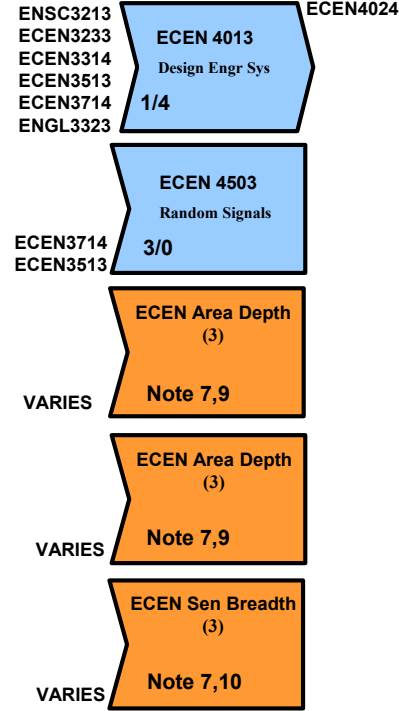 ENSC3213
ECEN3233
ECEN3314
ECEN3513
ECEN3714
ENGL3323
ECEN 4013
Design Engr Sys
1/4
ECEN4024
ECEN 4503
Random Signals
3/0
ECEN3714
ECEN3513
ECEN Area Depth
(3)
Note 7,9
VARIES
ECEN Area Depth
(3)
Note 7,9
VARIES
ECEN Sen Breadth
(3)
Note 7,10
VARIES